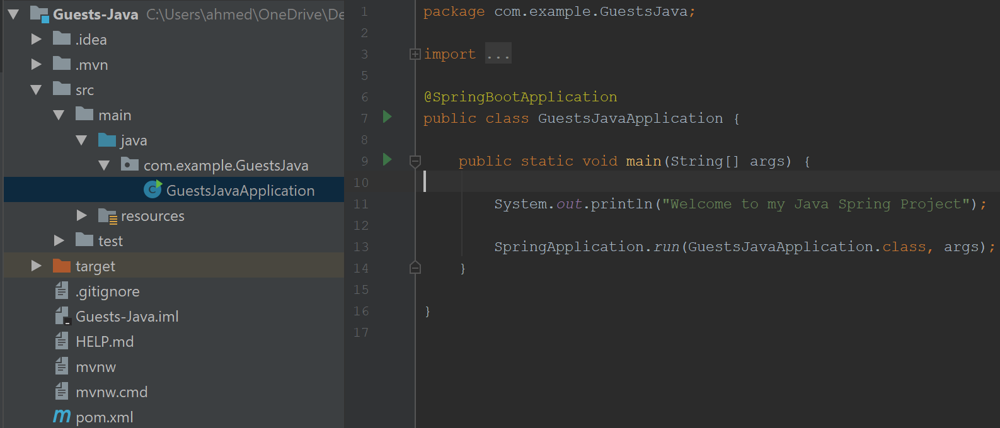 Guests-Java C:\Users\ahmed\OneDrive\De
.idea
.mvn
src
main
java
com.example.GuestsJava
C GuestsJavaApplication
resources
test
target
.gitignore
Guests-Java.iml
HELP.md
mvnw
mvnw.cmd
m pom.xml
1 package com.example.GuestsJava;
2
3 import ...
5
6 @SpringBootApplication
7 public class GuestsJavaApplication {
8
9 public static void main(String[] args) {
10
11 System.out.println("Welcome to my Java Spring Project");
12
13 SpringApplication.run(GuestsJavaApplication.class, args);
14 }
15
16 }
17